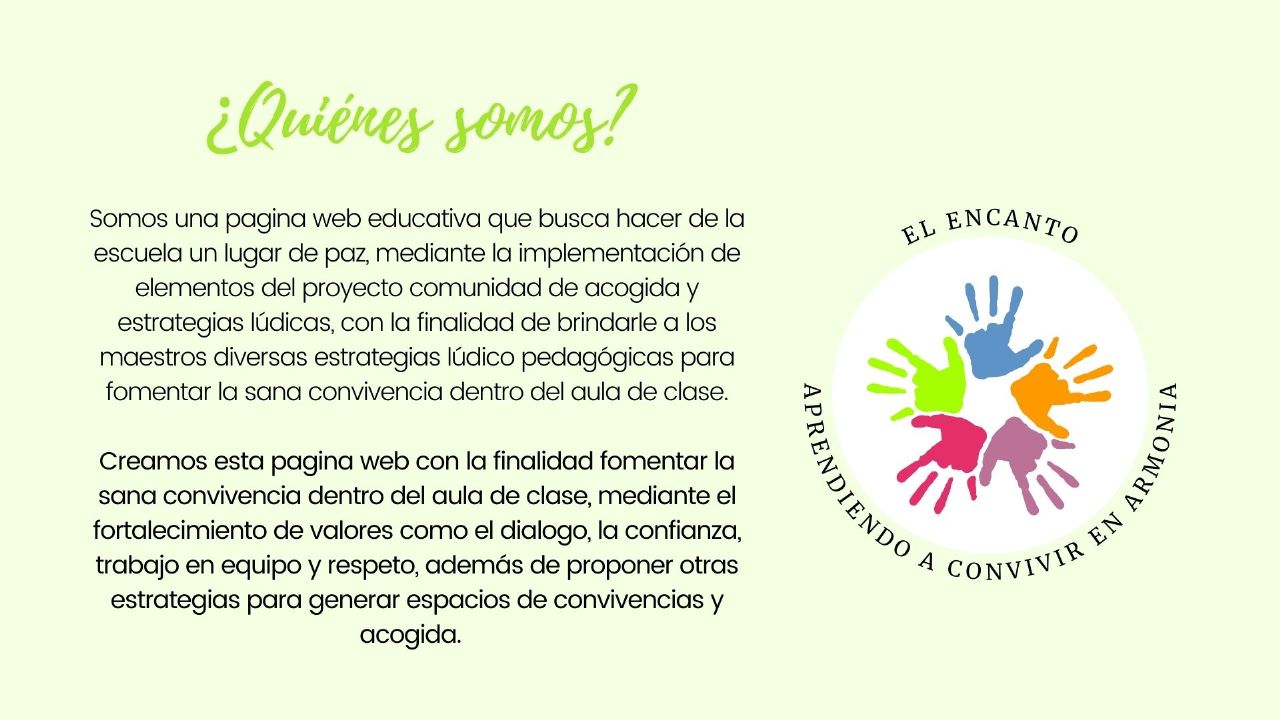 ¿Quiénes somos?
Somos una pagina web educativa que busca hacer de la
escuela un lugar de paz, mediante la implementación de
elementos del proyecto comunidad de acogida y
estrategias lúdicas, con la finalidad de brindarle a los
maestros diversas estrategias lúdico pedagógicas para
fomentar la sana convivencia dentro del aula de clase.
Creamos esta pagina web con la finalidad fomentar la
sana convivencia dentro del aula de clase, mediante el
fortalecimiento de valores como el dialogo, la confianza,
trabajo en equipo y respeto, además de proponer otras
estrategias para generar espacios de convivencias y
acogida.
EL ENCANTO
APRENDIENDO A CONVIVIR EN ARMONIA